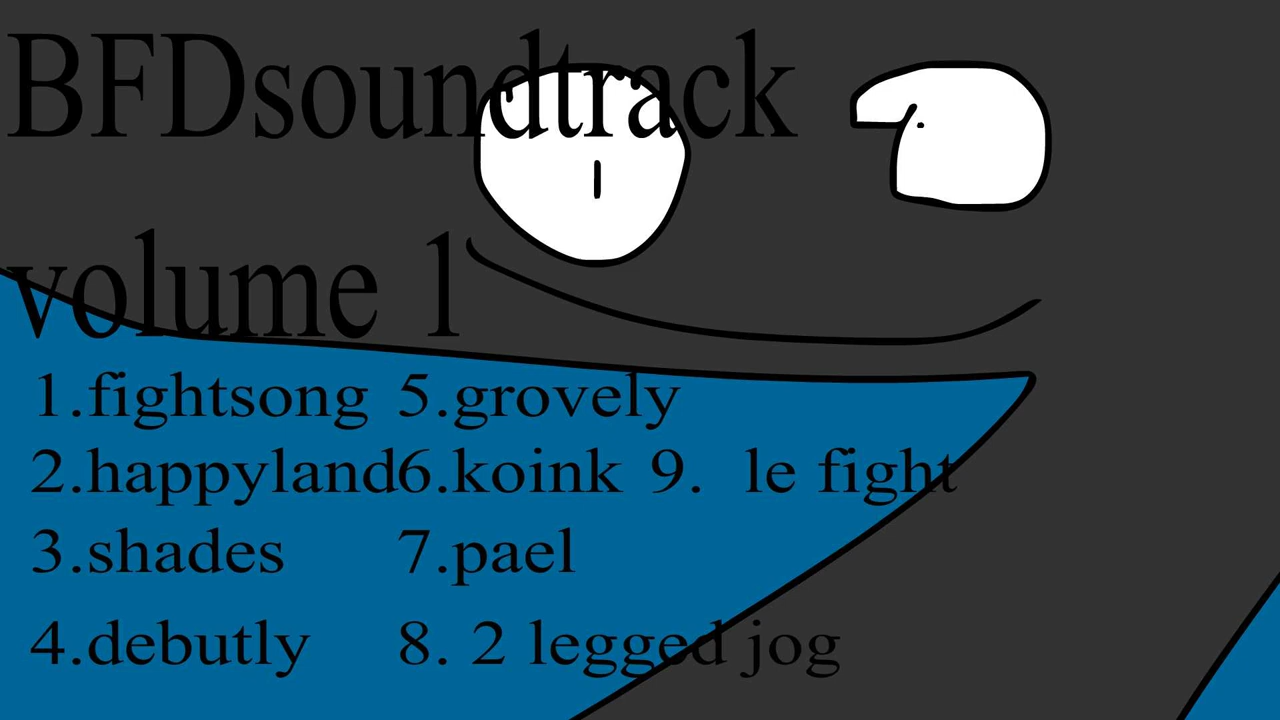 BFDsoundtrack
volume 1
1.fightsong 5.grovely
2.happyland6.koink 9. le fight
3.shades 7.pael
4.debutly 8. 2 legged jog